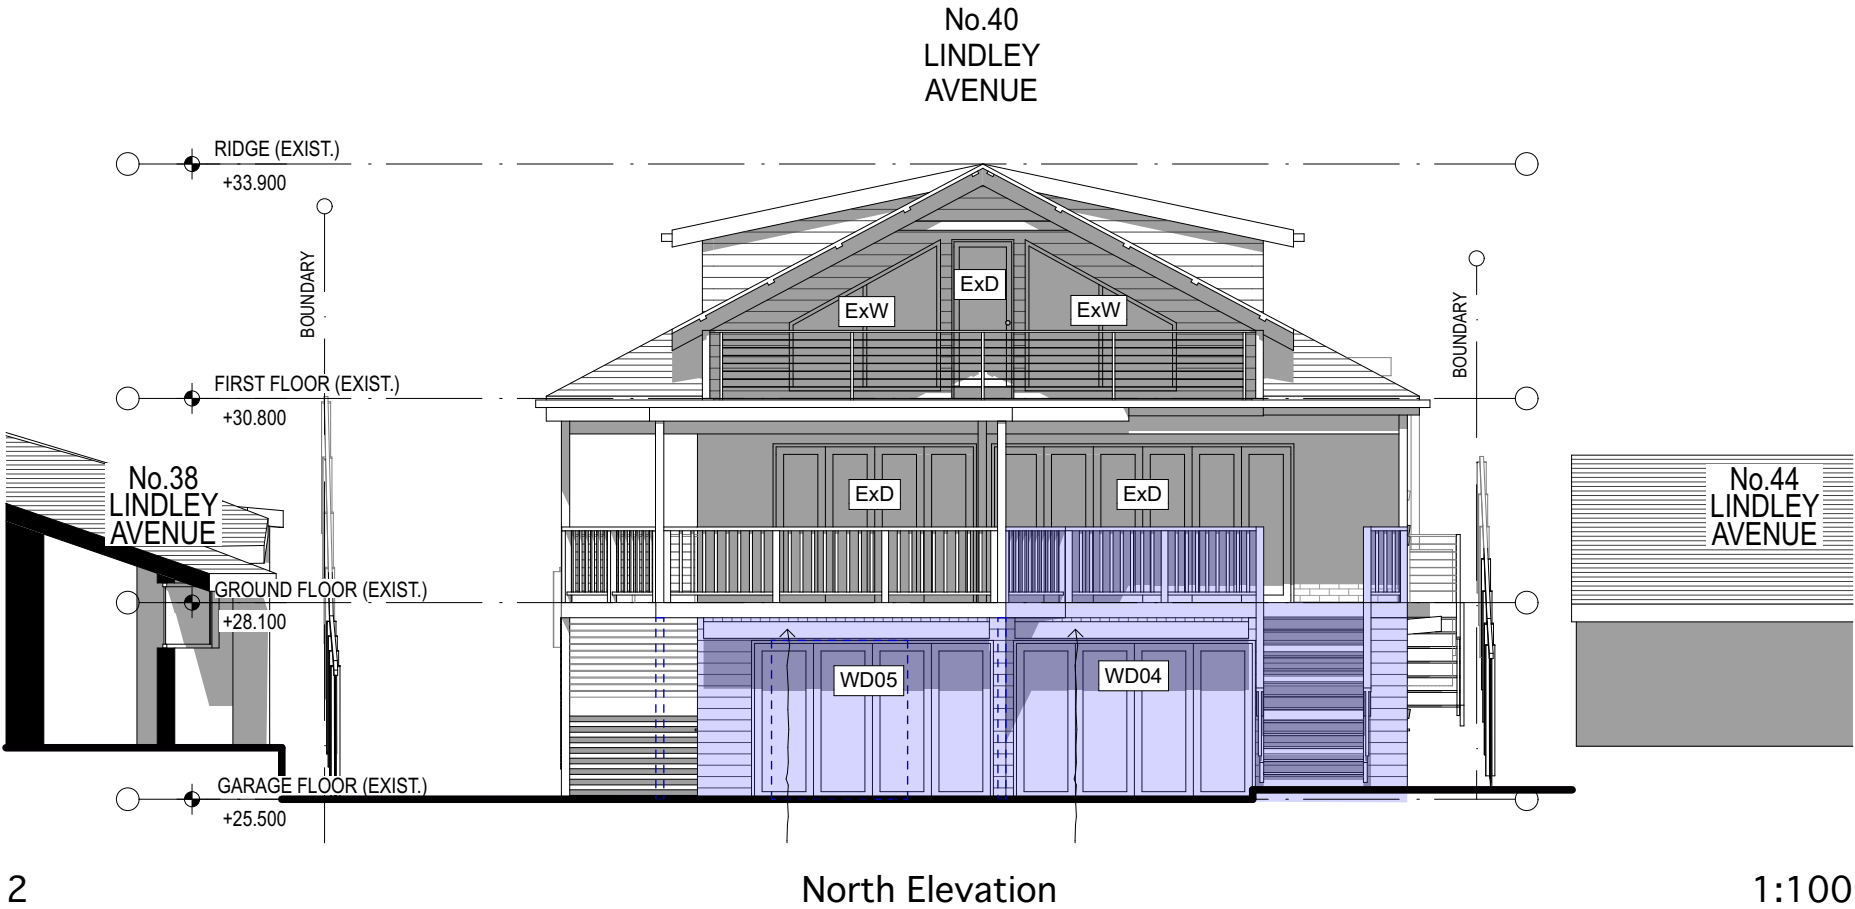 No.40
LINDLEY
AVENUE
RIDGE (EXIST.)
+33.900
BOUNDARY
BOUNDARY
ExD
ExW
ExW
FIRST FLOOR (EXIST.)
+30.800
No.38
LINDLEY
AVENUE
ExD
ExD
No.44
LINDLEY
AVENUE
GROUND FLOOR (EXIST.)
+28.100
WD05
WD04
GARAGE FLOOR (EXIST.)
+25.500
2
North Elevation
1:100